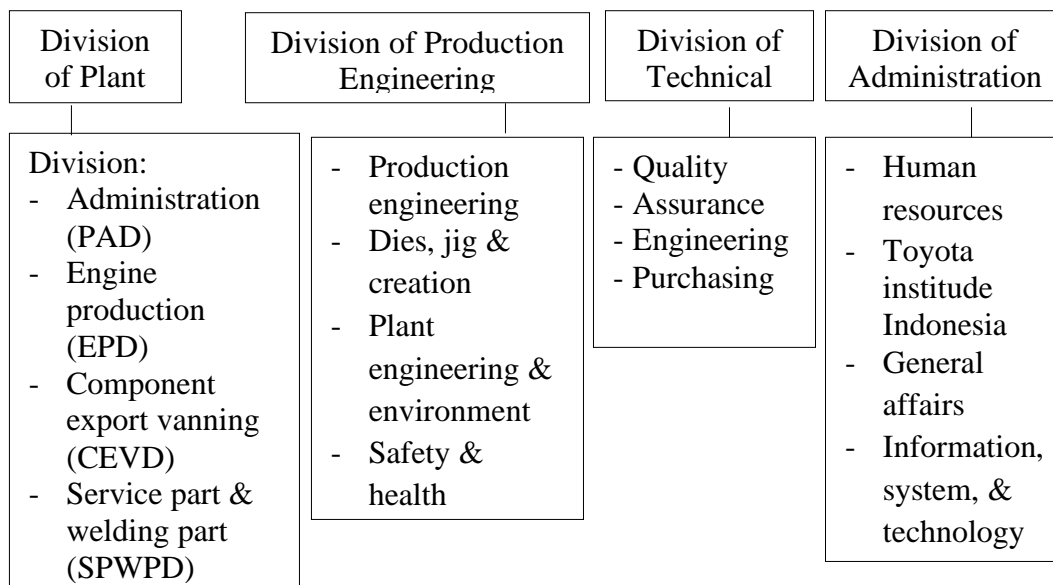 Division
of Plant
Division of Production
Engineering
Division of
Technical
Division of
Administration
Division:
- Administration
(PAD)
- Engine
production
(EPD)
- Component
export vanning
(CEVD)
- Service part &
welding part
(SPWPD)
- Production
engineering
- Dies, jig &
creation
- Plant
engineering &
environment
- Safety &
health
- Quality
- Assurance
- Engineering
- Purchasing
- Human
resources
- Toyota
institude
Indonesia
- General
affairs
- Information,
system, &
technology